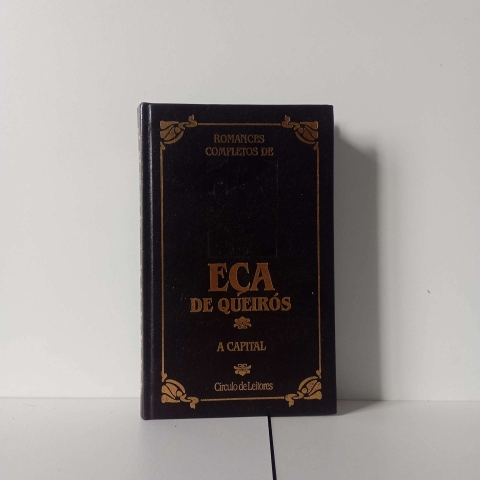 ROMANCES
COMPLETOS DE
EÇA
DE QUEIRÓS
A CAPITAL
Círculo de Leitores